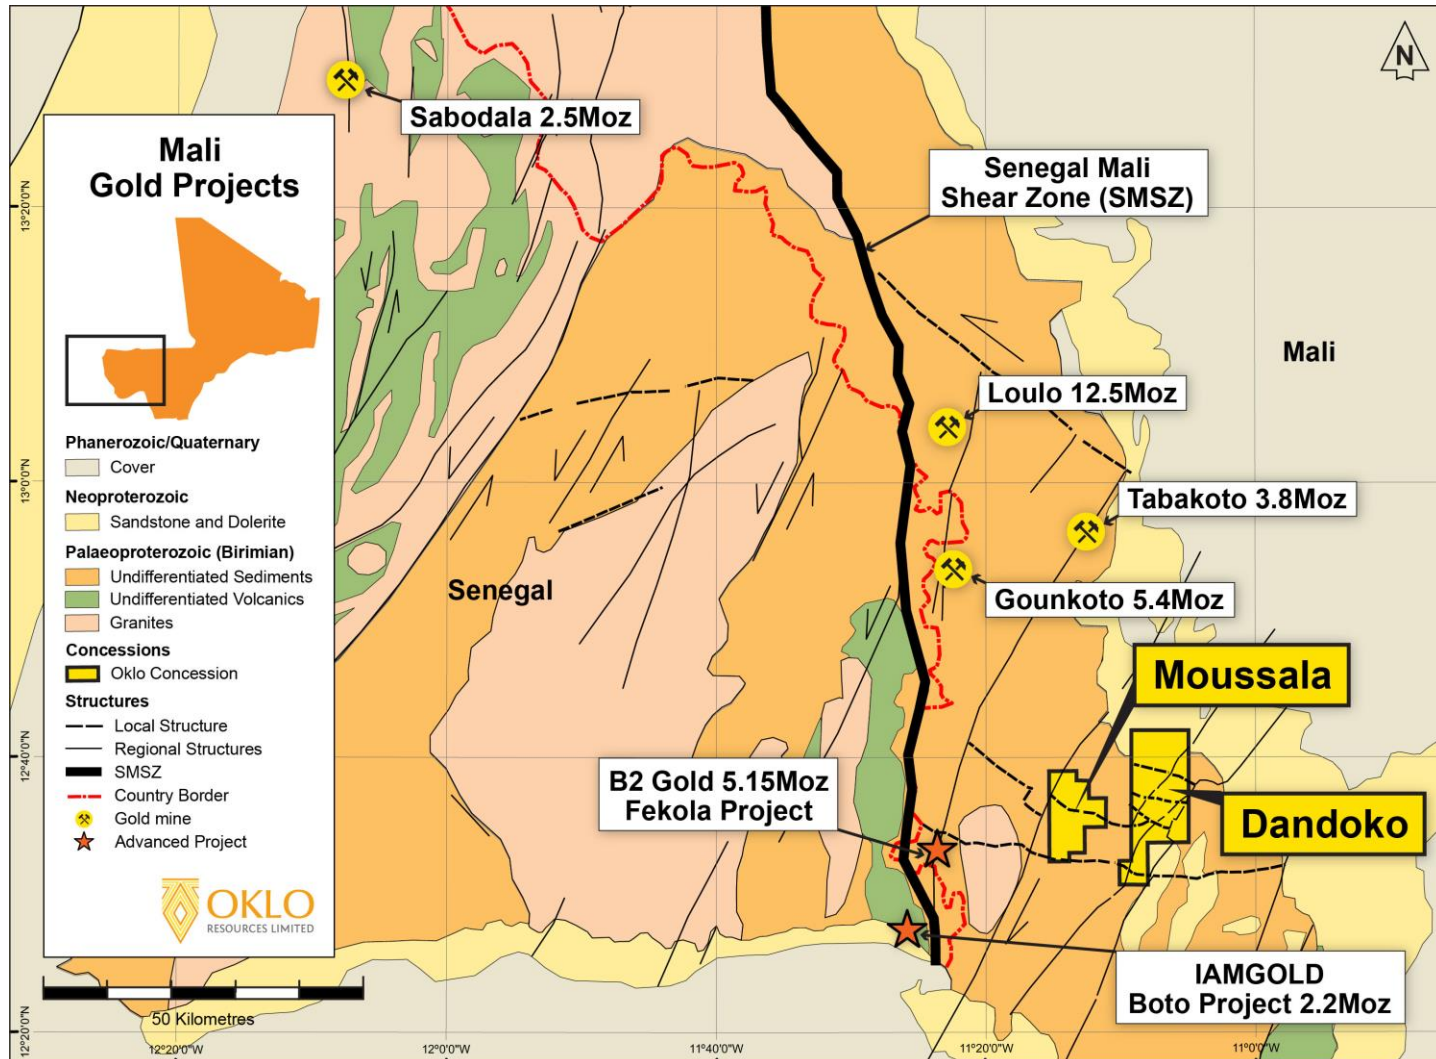 N
Sabodala 2.5Moz
Mali
Gold Projects
Senegal Mali
Shear Zone (SMSZ)
Mali
Loulo 12.5Moz
Tabakoto 3.8Moz
Gounkoto 5.4Moz
Senegal
Moussala
Dandoko
B2 Gold 5.15Moz
Fekola Project
IAMGOLD
Boto Project 2.2Moz
Phanerozoic/Quaternary
Cover
Neoproterozoic
Sandstone and Dolerite
Palaeoproterozoic (Birimian)
Undifferentiated Sediments
Undifferentiated Volcanics
Granites
Concessions
Oklo Concession
Structures
Local Structure
Regional Structures
SMSZ
Country Border
Gold mine
Advanced Project
OKLO
RESOURCES LIMITED
50 Kilometres
13°20'0"N
13°0'0"N
12°40'0"N
12°20'0"N
12°20'0"W
12°0'0"W
11°40'0"W
11°20'0"W
11°0'0"W